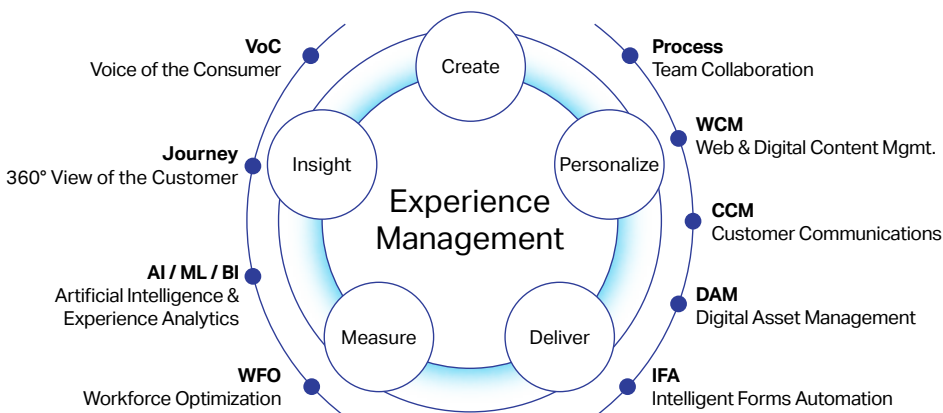 VoC
Voice of the Consumer
Journey
360° View of the Customer
AI / ML / BI
Artificial Intelligence &
Experience Analytics
WFO
Workforce Optimization
Create
Insight
Personalize
Experience
Management
Measure
Deliver
Process
Team Collaboration
WCM
Web & Digital Content Mgmt.
CCM
Customer Communications
DAM
Digital Asset Management
IFA
Intelligent Forms Automation